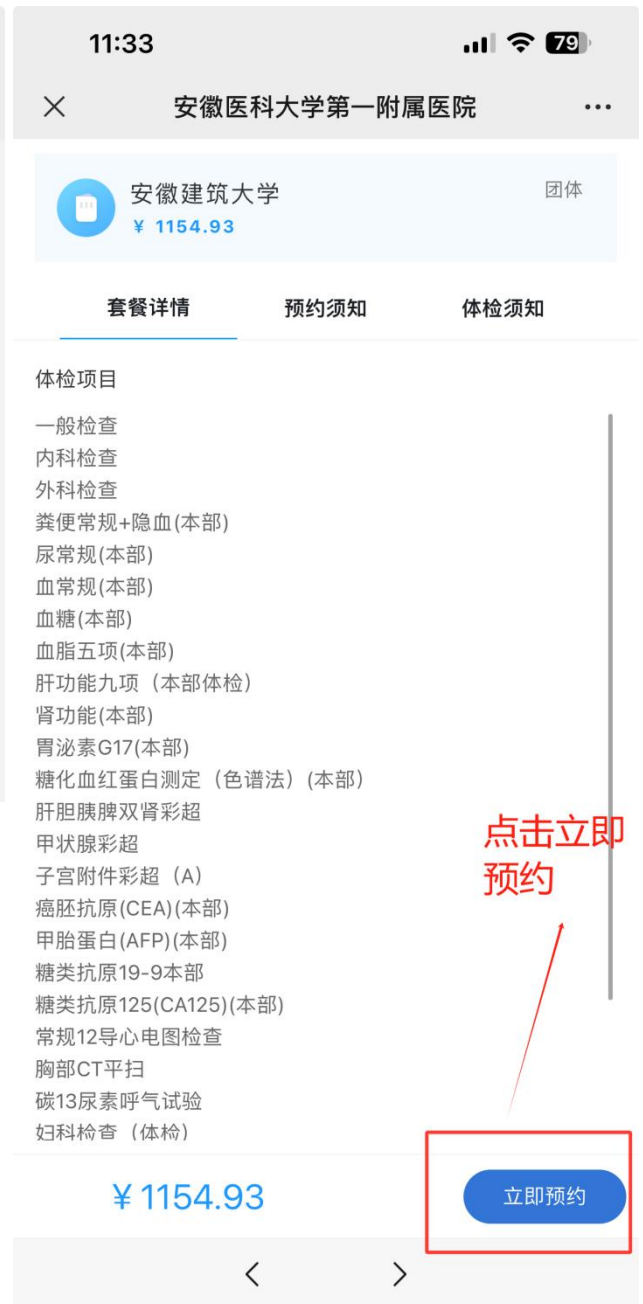 11:33
79
安徽医科大学第一附属医院
安徽建筑大学
团体
¥ 1154.93
套餐详情
预约须知
体检须知
体检项目
一般检查
内科检查
外科检查
粪便常规+隐血(本部)
尿常规(本部)
血常规(本部)
血糖(本部)
血脂五项(本部)
肝功能九项（本部体检）
肾功能(本部)
胃泌素G17(本部)
糖化血红蛋白测定（色谱法）(本部）
肝胆胰脾双肾彩超
甲状腺彩超
子宫附件彩超（A）
癌胚抗原(CEA)(本部)
甲胎蛋白(AFP)(本部)
糖类抗原19-9本部
糖类抗原125(CA125)(本部)
常规12导心电图检查
胸部CT平扫
碳13尿素呼气试验
妇科检查（体检）
点击立即
预约
¥ 1154.93
立即预约